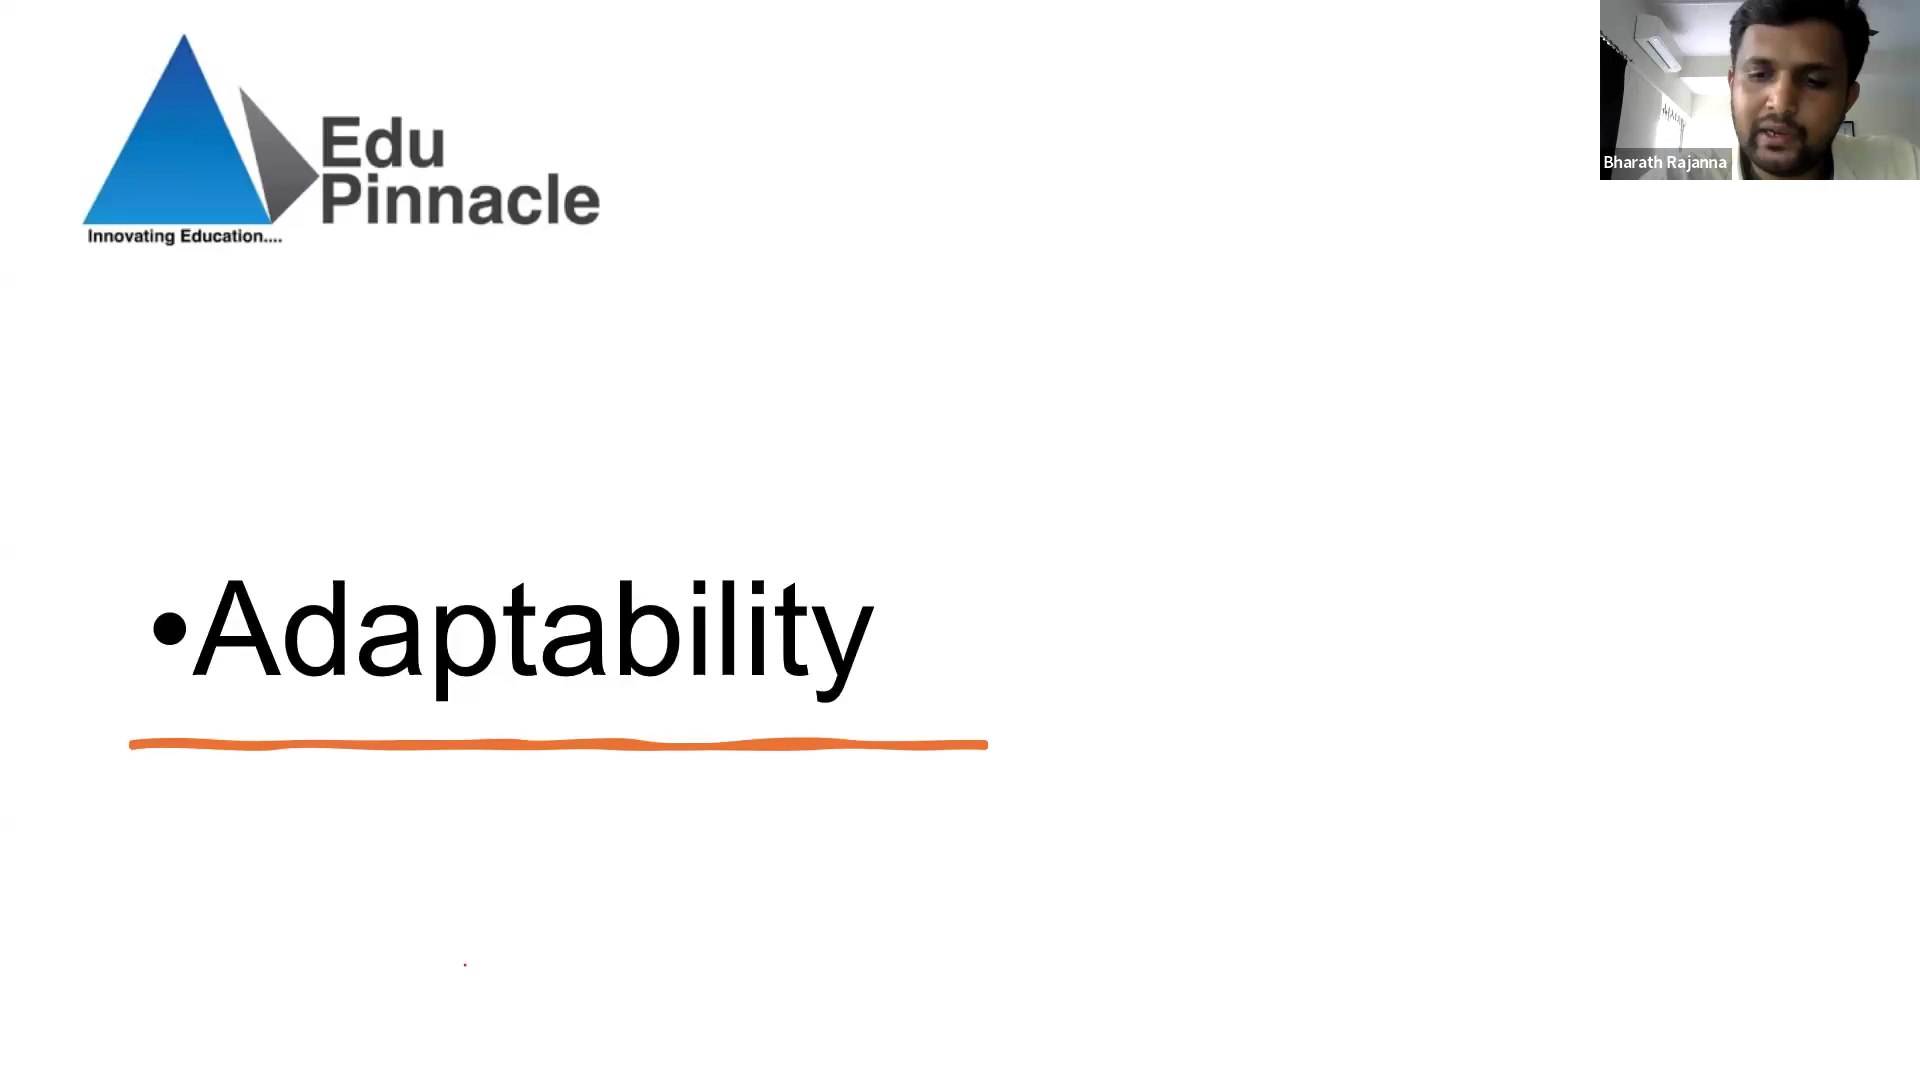 Edu
Pinnacle
Innovating Education....
Bharath Rajanna
•Adaptability